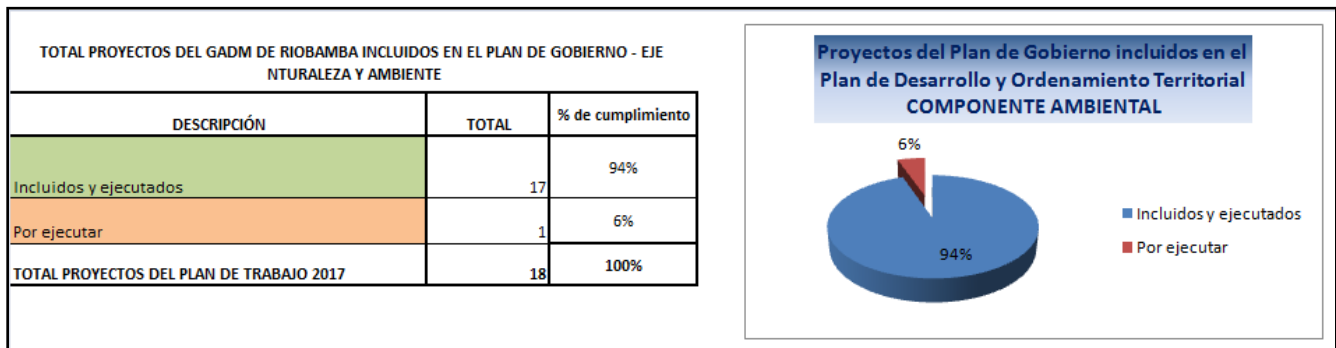 TOTAL PROYECTOS DEL GADM DE RIOBAMBA INCLUIDOS EN EL PLAN DE GOBIERNO - EJE
NTURALEZA Y AMBIENTE
DESCRIPCIÓN TOTAL % de cumplimiento
Incluidos y ejecutados 17 94%
Por ejecutar 1 6%
TOTAL PROYECTOS DEL PLAN DE TRABAJO 2017 18 100%
Proyectos del Plan de Gobierno incluidos en el
Plan de Desarrollo y Ordenamiento Territorial
COMPONENTE AMBIENTAL
6%
94%
Incluidos y ejecutados
Por ejecutar